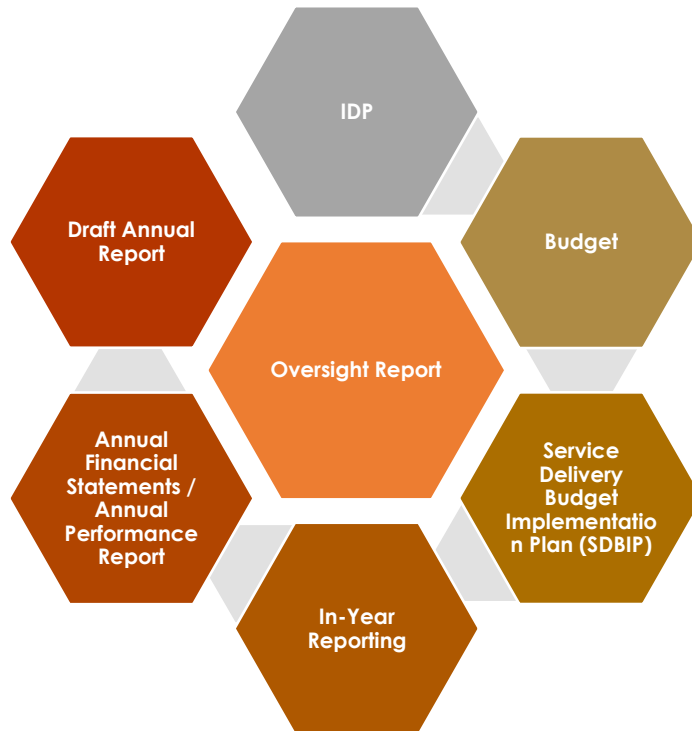 IDP
Budget
Service
Delivery
Budget
Implementatio
n Plan (SDBIP)
In-Year
Reporting
Annual
Financial
Statements /
Annual
Performance
Report
Draft Annual
Report
Oversight Report